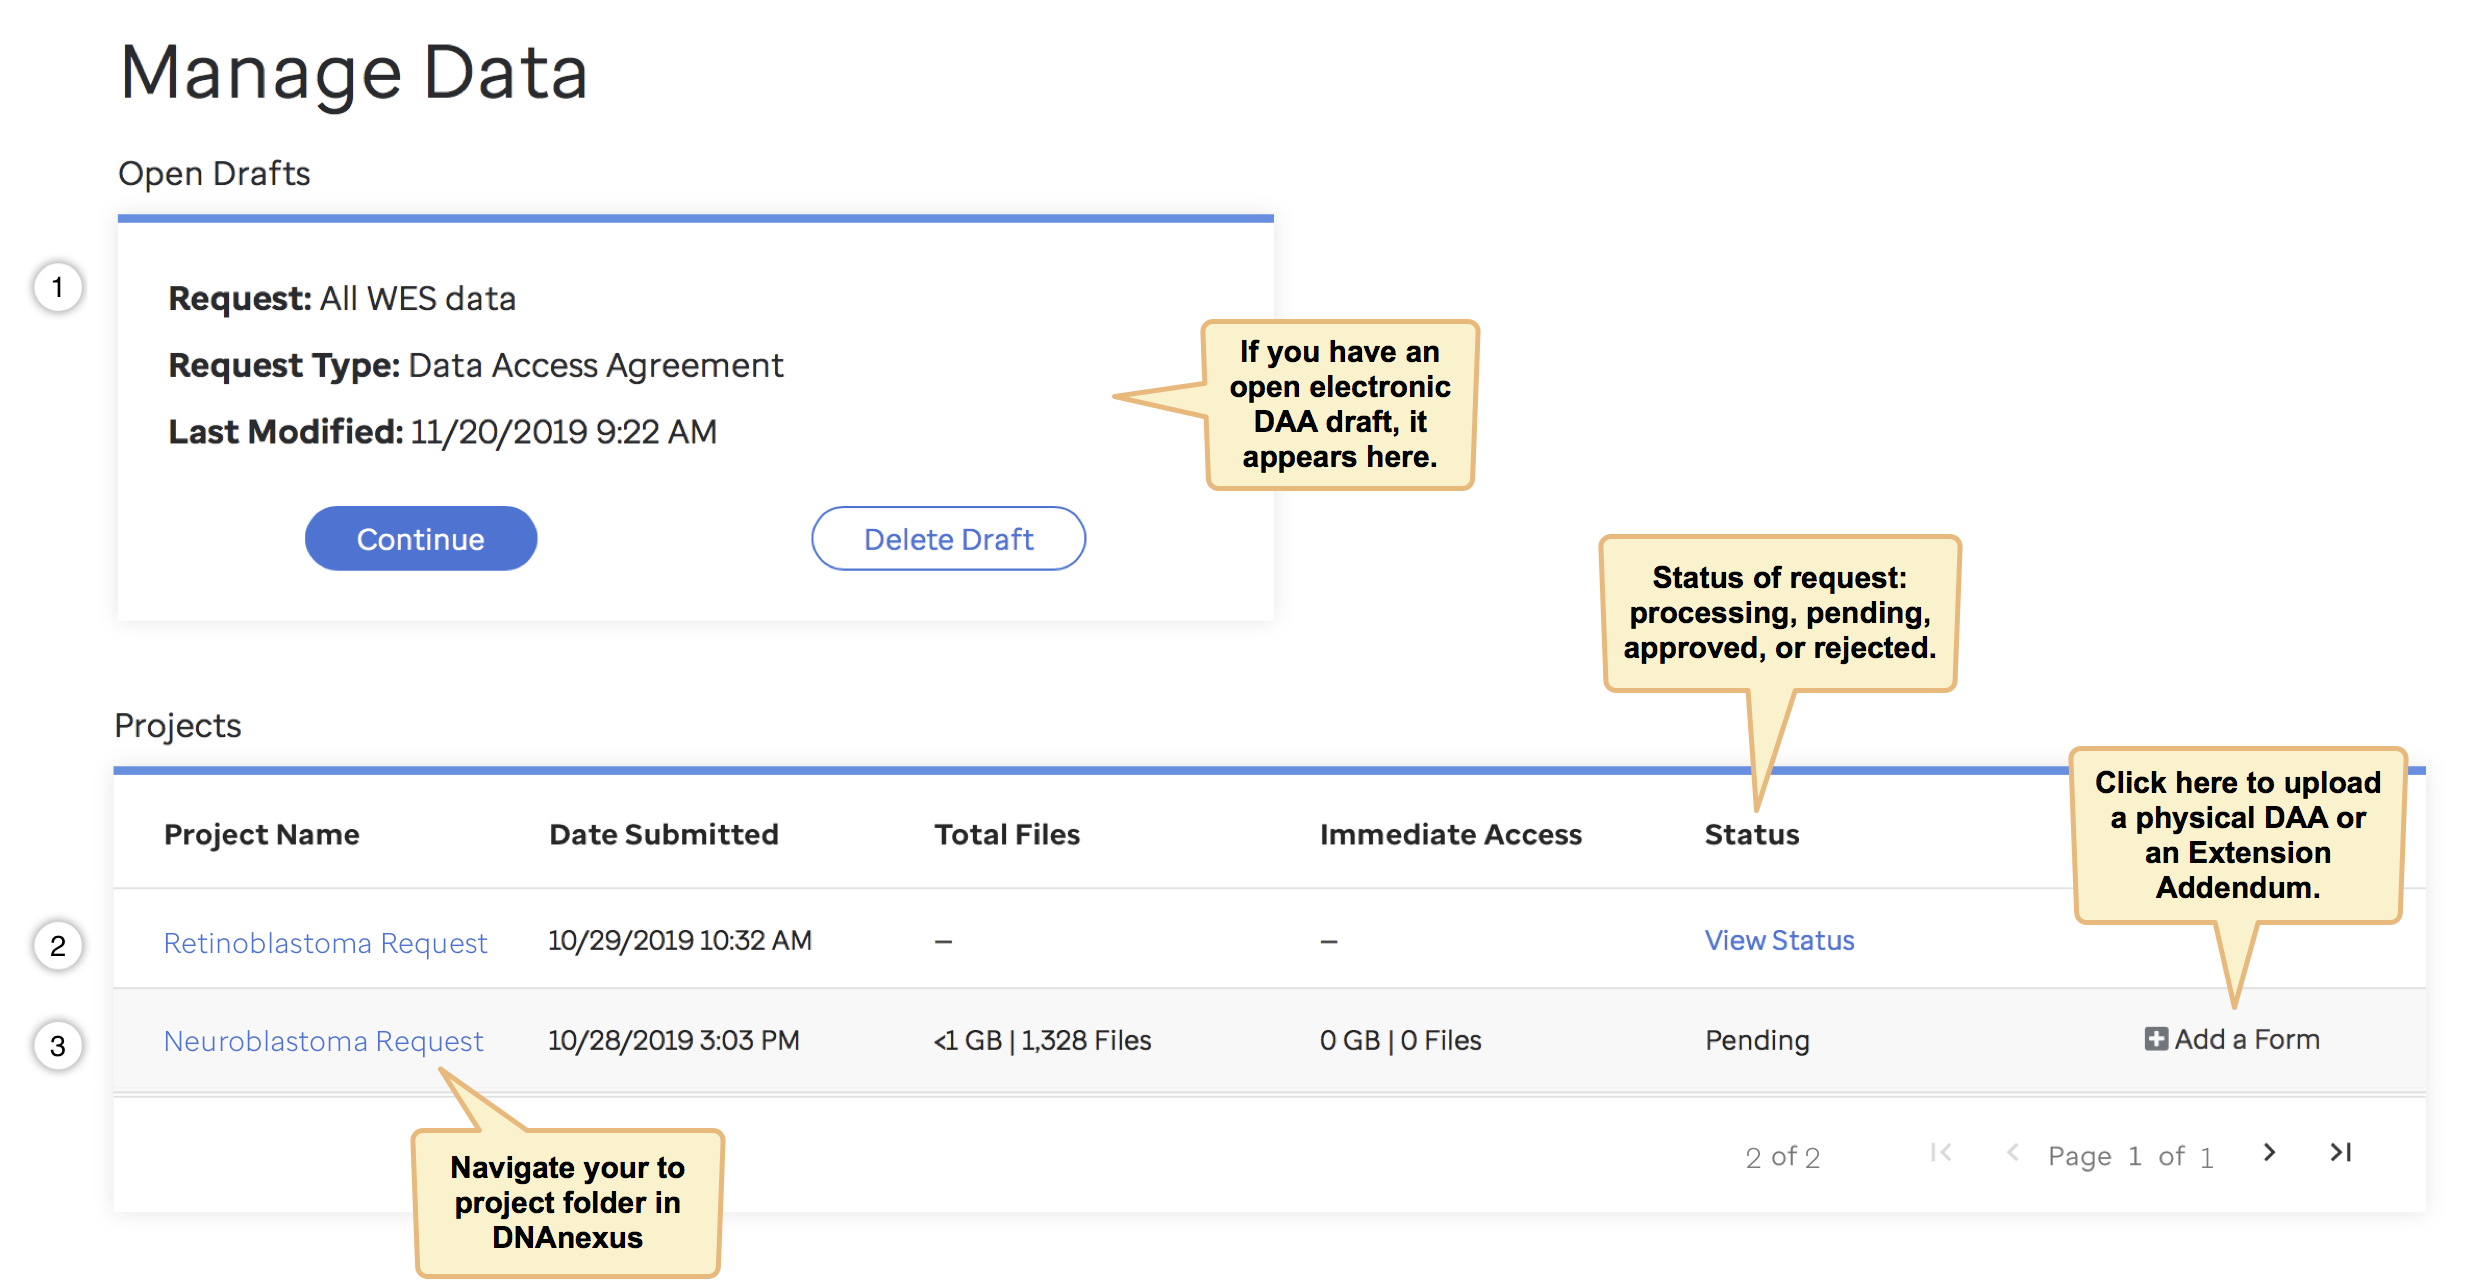 Manage Data
Open Drafts
1
Request: All WES data
Request Type: Data Access Agreement
Last Modified: 11/20/2019 9:22 AM
Continue
Delete Draft
If you have an
open electronic
DAA draft, it
appears here.
Status of request:
processing, pending,
approved, or rejected.
Projects
Click here to upload
a physical DAA or
an Extension
Addendum.
Project Name Date Submitted Total Files Immediate Access Status
2
Retinoblastoma Request 10/29/2019 10:32 AM – – View Status
3
Neuroblastoma Request 10/28/2019 3:03 PM <1 GB | 1,328 Files 0 GB | 0 Files Pending Add a Form
Navigate your to
project folder in
DNAnexus
2 of 2 Page 1 of 1